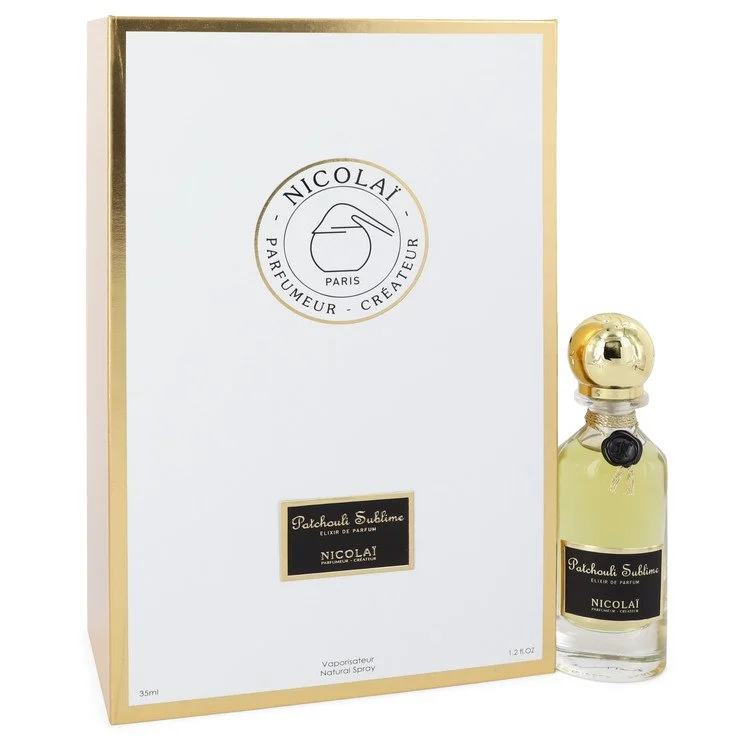 NICOLAÏ
PARIS
PARFUMEUR - CRÉATEUR
Patchouli Sublime
ELIXIR DE PARFUM
NICOLAÏ
PARFUMEUR - CRÉATEUR
Vaporisateur
Natural Spray
35ml
1.2 fl.OZ
Patchouli Sublime
ELIXIR DE PARFUM
NICOLAÏ
PARFUMEUR - CRÉATEUR